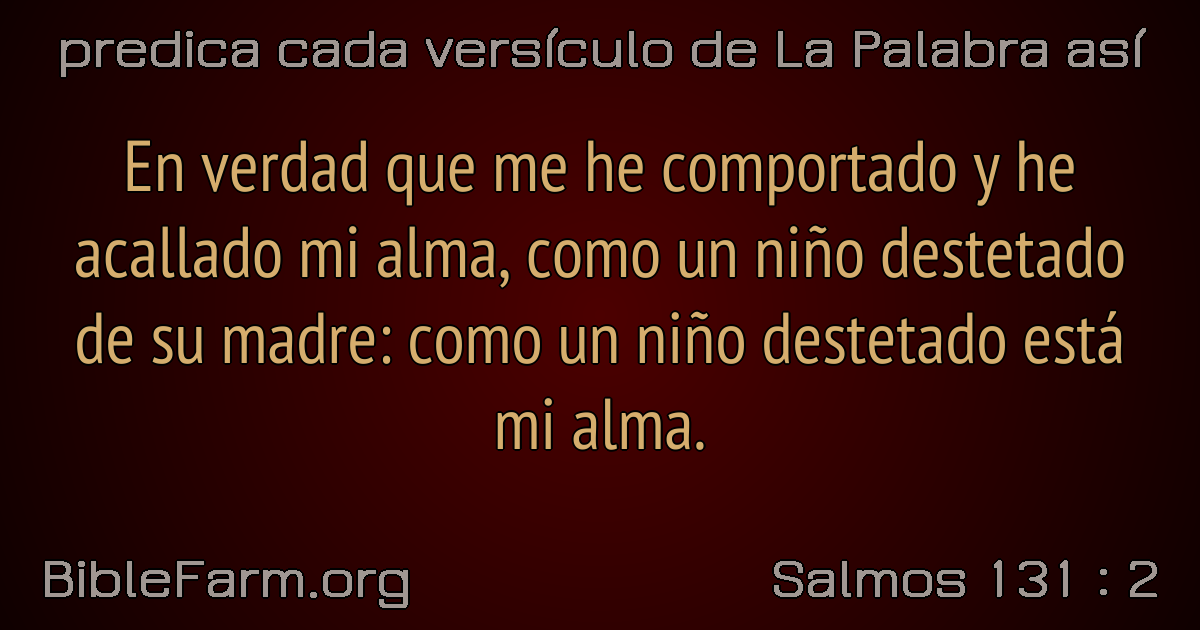 predica cada versículo de La Palabra así
En verdad que me he comportado y he
acallado mi alma, como un niño destetado
de su madre: como un niño destetado está
mi alma.
BibleFarm.org
Salmos 131 : 2